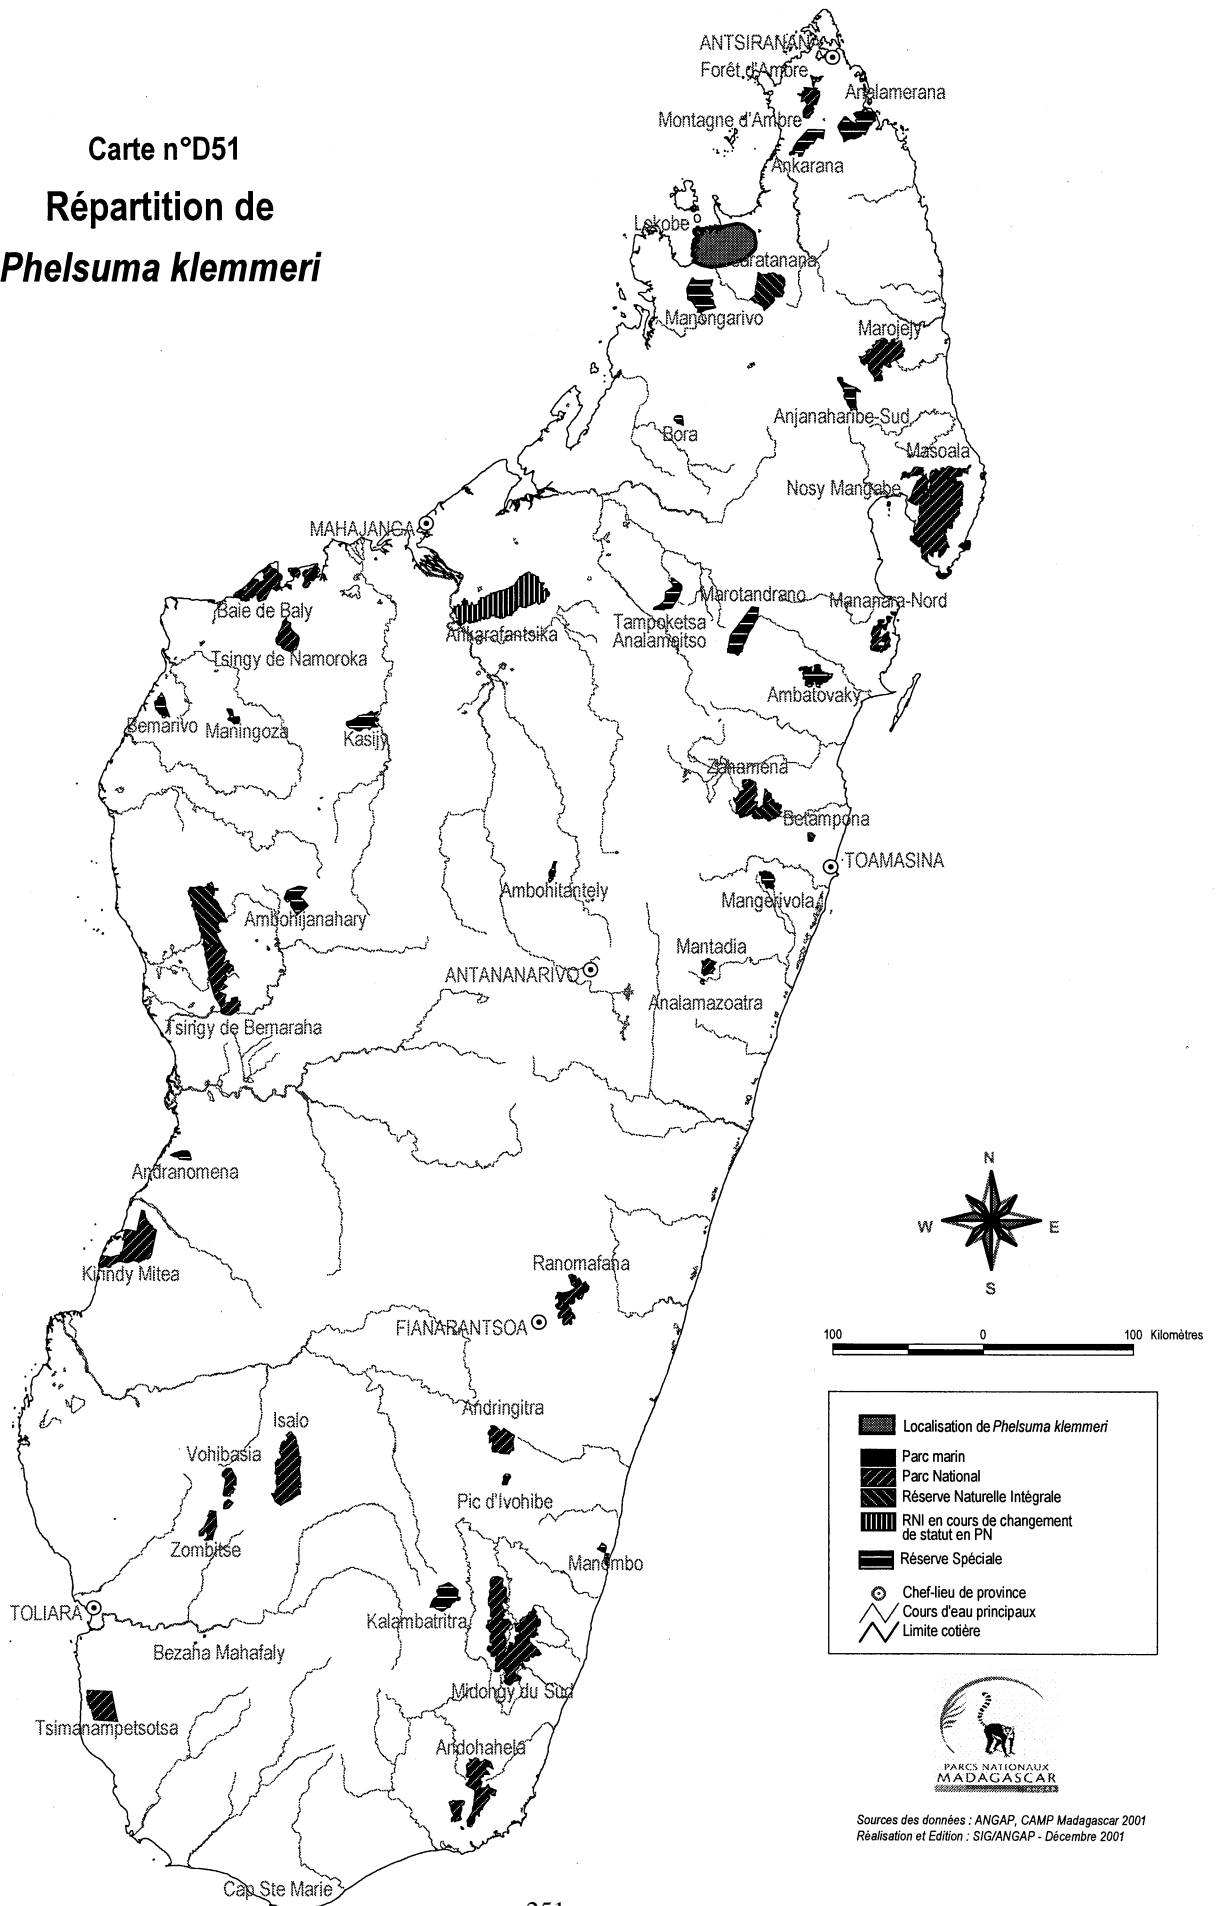 Carte n°D51
Répartition de
Phelsuma klemmeri
ANTSIRANANA
Forêt d'Ambre
Analamerana
Montagne d'Ambre
Ankarana
Lokobe
Manongarivo
Marojejy
Anjanaharibe-Sud
Bora
Masoala
Nosy Mangabe
MAHAJANGA
Baie de Baly
Ankarafantsika
Tampoketsa
Analamaitso
Marotandrano
Mananara-Nord
Tsingy de Namoroka
Ambatovaky
Bemarivo
Maningoza
Kasijy
Zahamena
Betampona
TOAMASINA
Ambohitantely
Mangerivola
Ambohijanahary
Mantadia
ANTANANARIVO
Analamazoatra
Tsingy de Bemaraha
Andranomena
N
W
E
S
Kirindy Mitea
Ranomafana
FIANARANTSOA
100
0
100 Kilomètres
Andringitra
Isalo
Vohibasia
Pic d'Ivohibe
Zombitse
Manombo
TOLIARA
Kalambatritra
Bezaha Mahafaly
Midongy du Sud
Tsimanampetsotsa
Andohahela
Cap Ste Marie
Localisation de Phelsuma klemmeri
Parc marin
Parc National
Réserve Naturelle Intégrale
RNI en cours de changement
de statut en PN
Réserve Spéciale
Chef-lieu de province
Cours d'eau principaux
Limite cotière
PARCS NATIONAUX
MADAGASCAR
Sources des données : ANGAP, CAMP Madagascar 2001
Réalisation et Edition : SIG/ANGAP - Décembre 2001